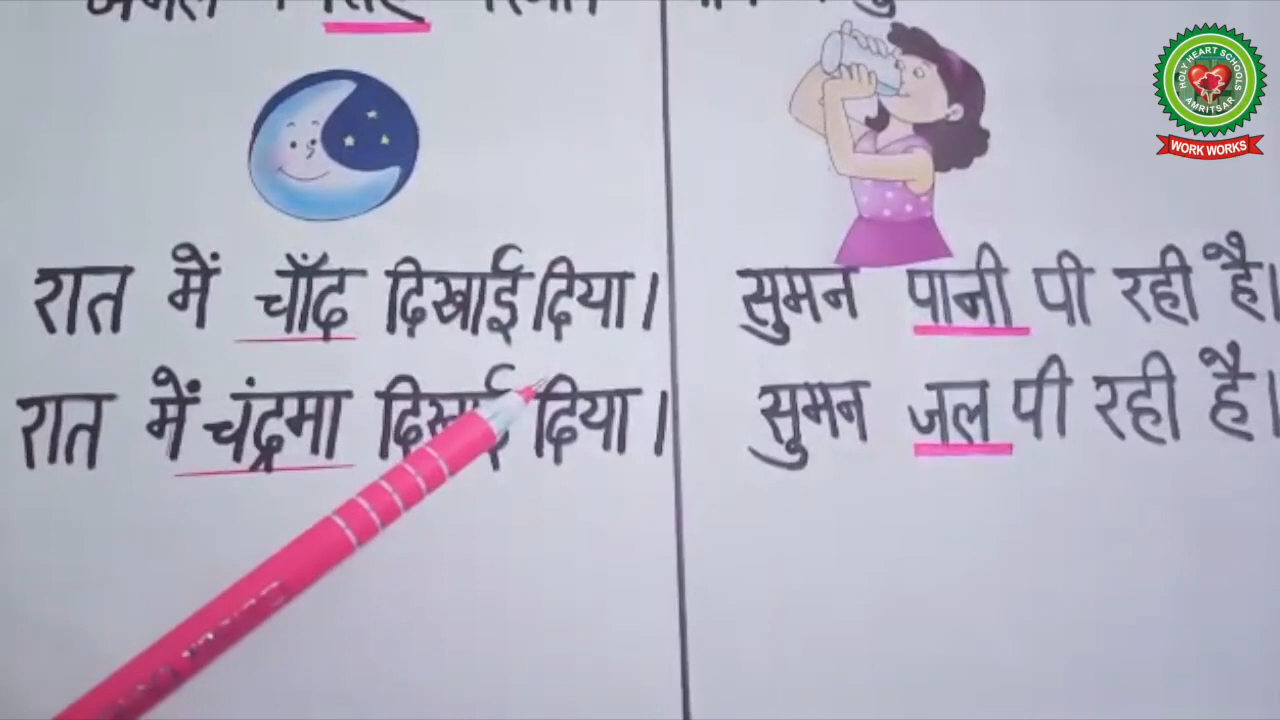 रात में चाँद दिखाई दिया।
रात में चंद्रमा दिखाई दिया।
सुमन पानी पी रही है।
सुमन जल पी रही है।
HOLY HEART SCHOOLS
AMRITSAR
WORK WORKS